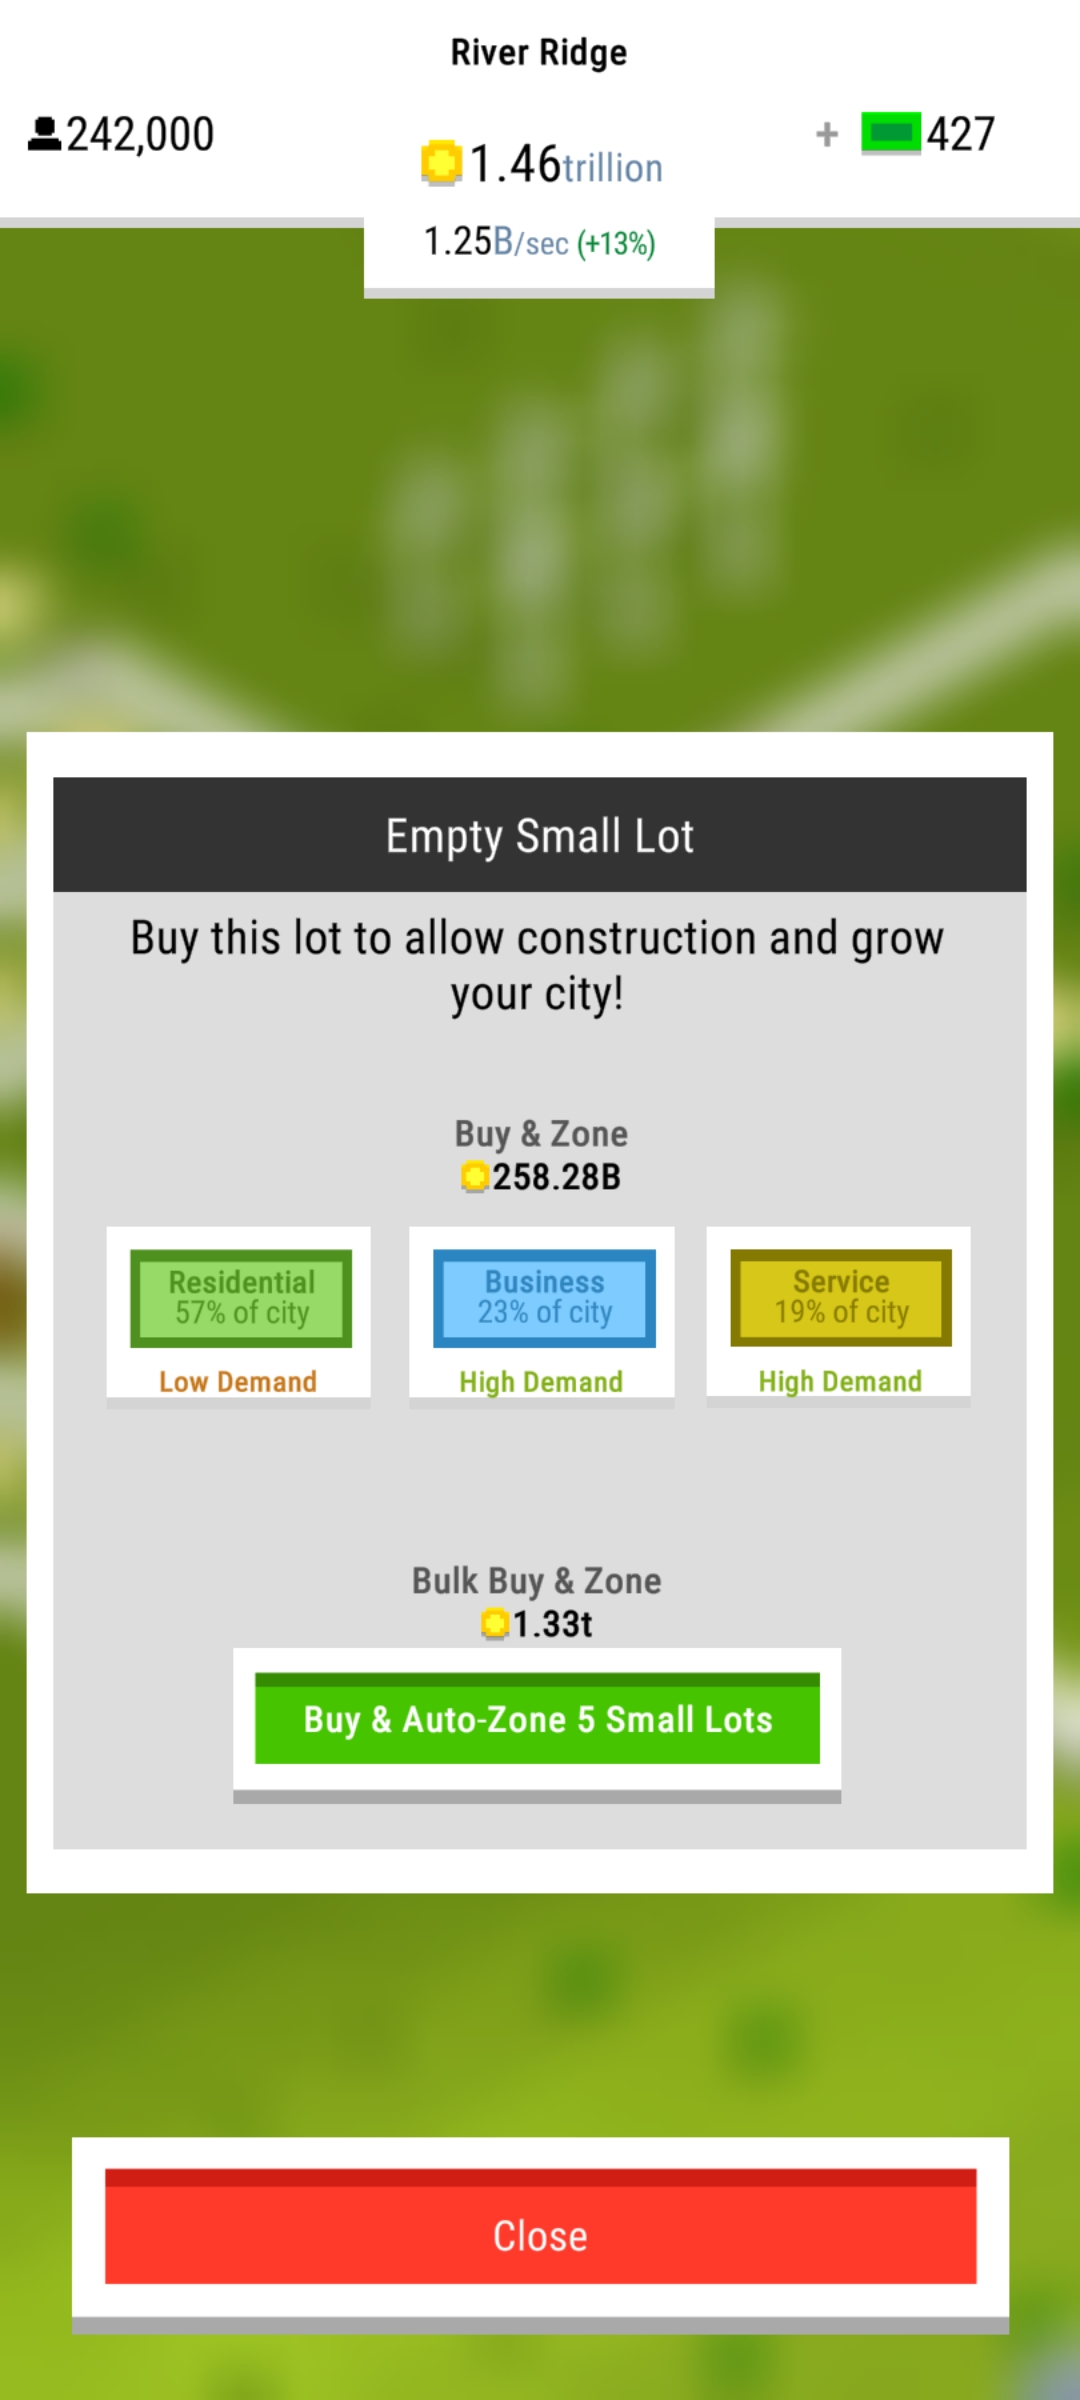 River Ridge
242,000
1.46trillion
+ 427
1.25B/sec (+13%)
Empty Small Lot
Buy this lot to allow construction and grow
your city!
Buy & Zone
258.28B
Residential
57% of city
Low Demand
Business
23% of city
High Demand
Service
19% of city
High Demand
Bulk Buy & Zone
1.33t
Buy & Auto-Zone 5 Small Lots
Close